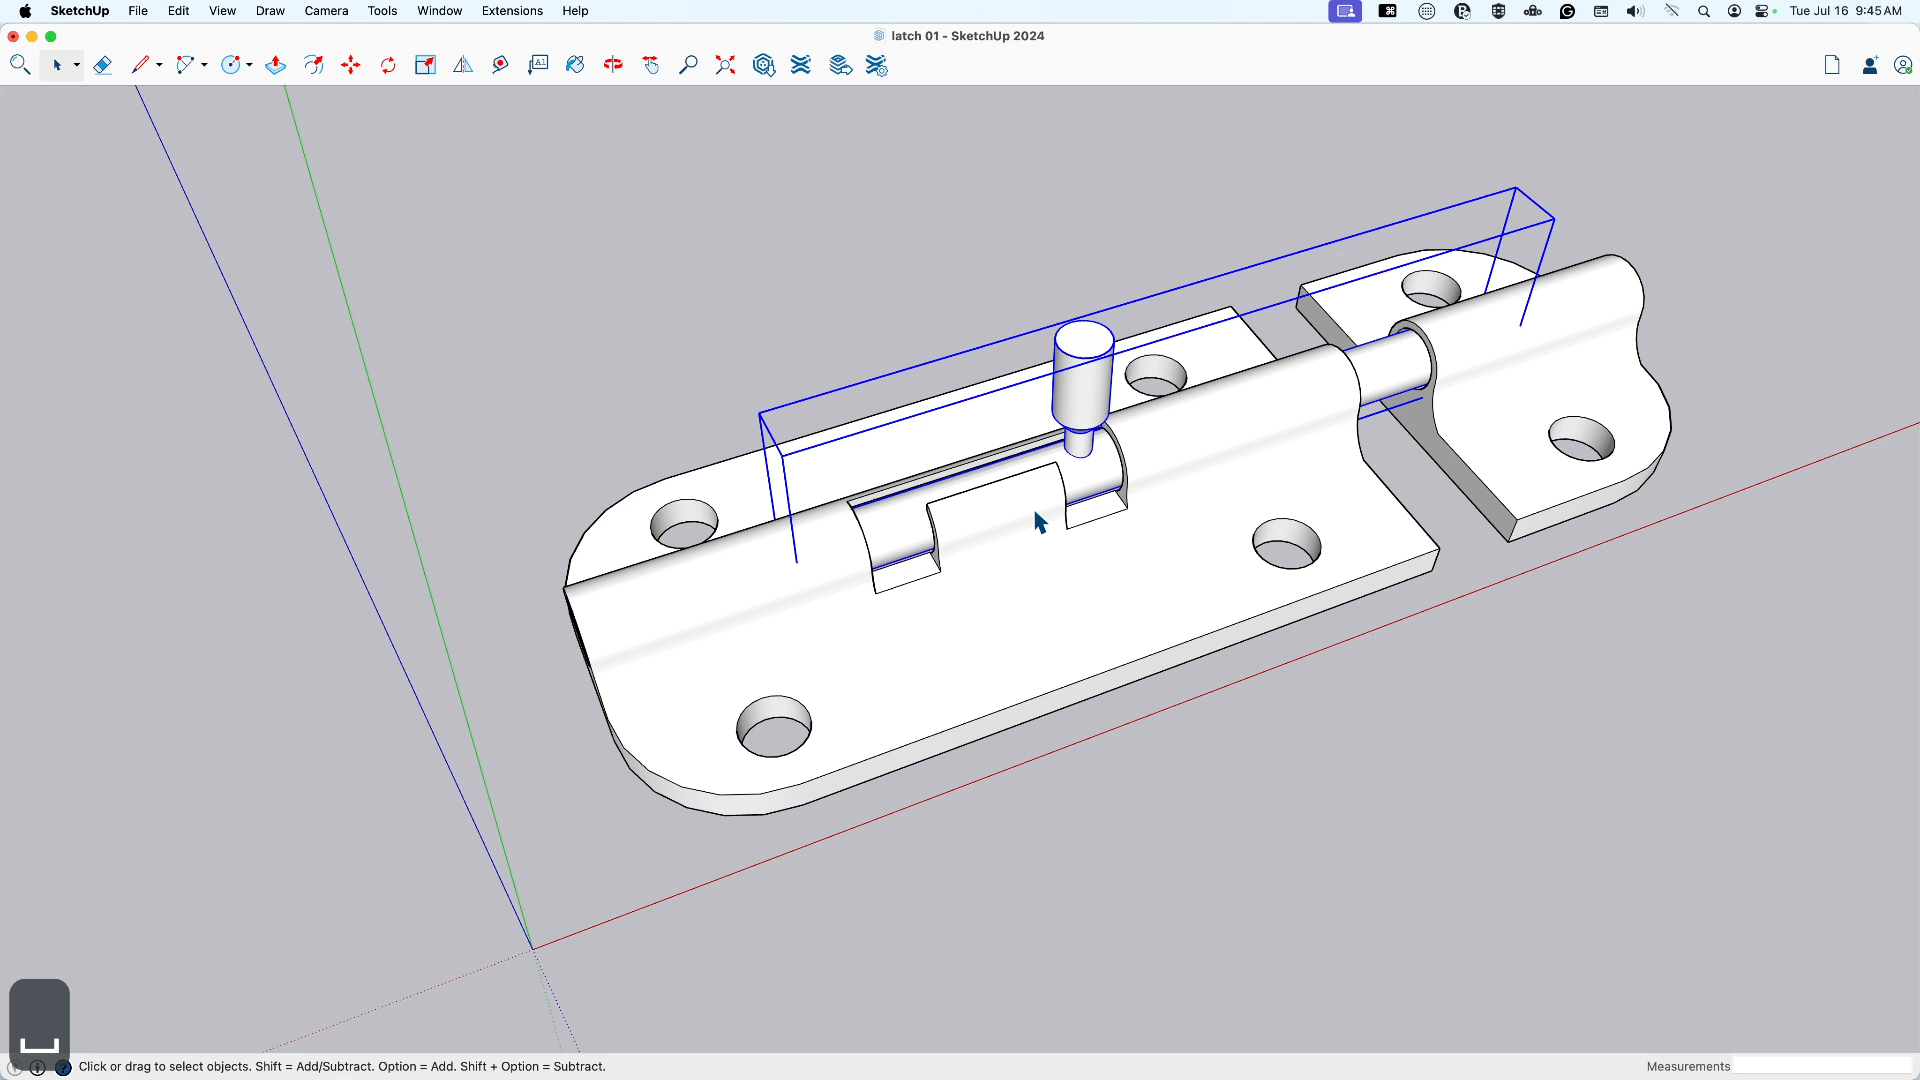 SketchUp File Edit View Draw Camera Tools Window Extensions Help Tue Jul 16 9:45 AM
latch 01 - SketchUp 2024
A1
Click or drag to select objects. Shift = Add/Subtract. Option = Add. Shift + Option = Subtract. Measurements